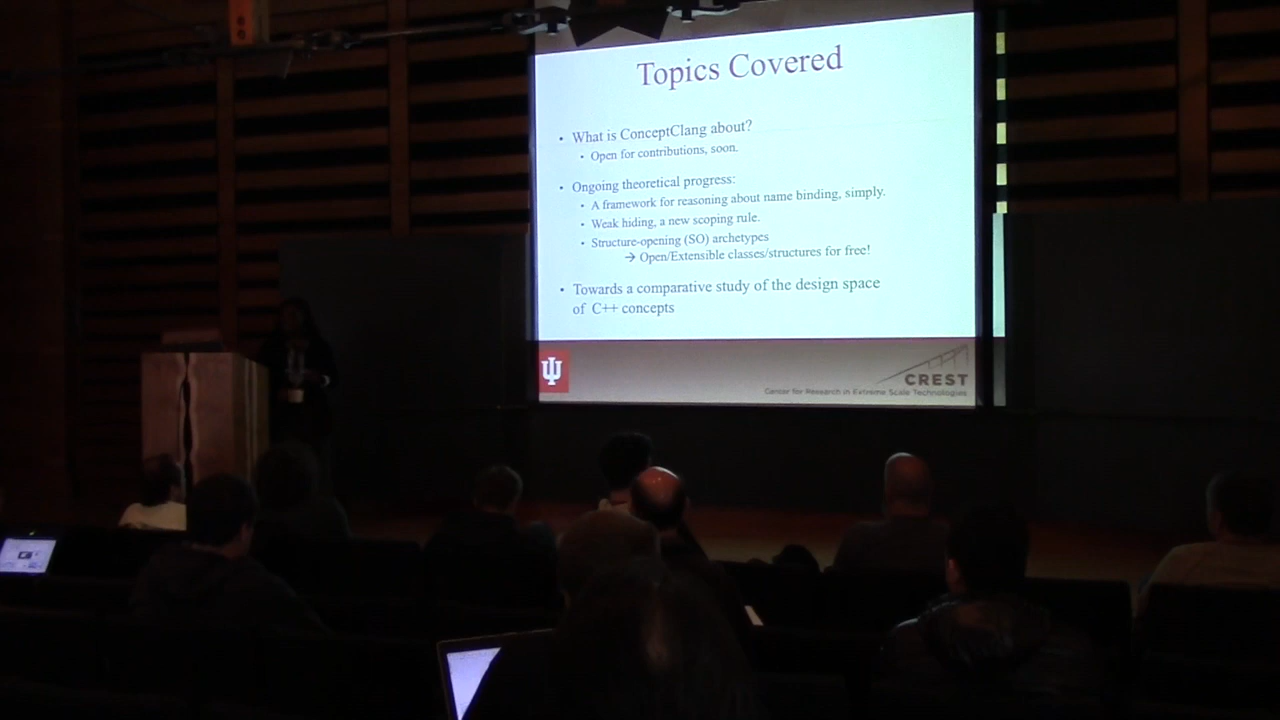 Topics Covered
• What is ConceptClang about?
• Open for contributions, soon.
• Ongoing theoretical progress:
• A framework for reasoning about name binding, simply.
• Weak hiding, a new scoping rule.
• Structure-opening (SO) archetypes
→ Open/Extensible classes/structures for free!
• Towards a comparative study of the design space
of C++ concepts
CREST
Center for Research in Extreme Scale Technologies